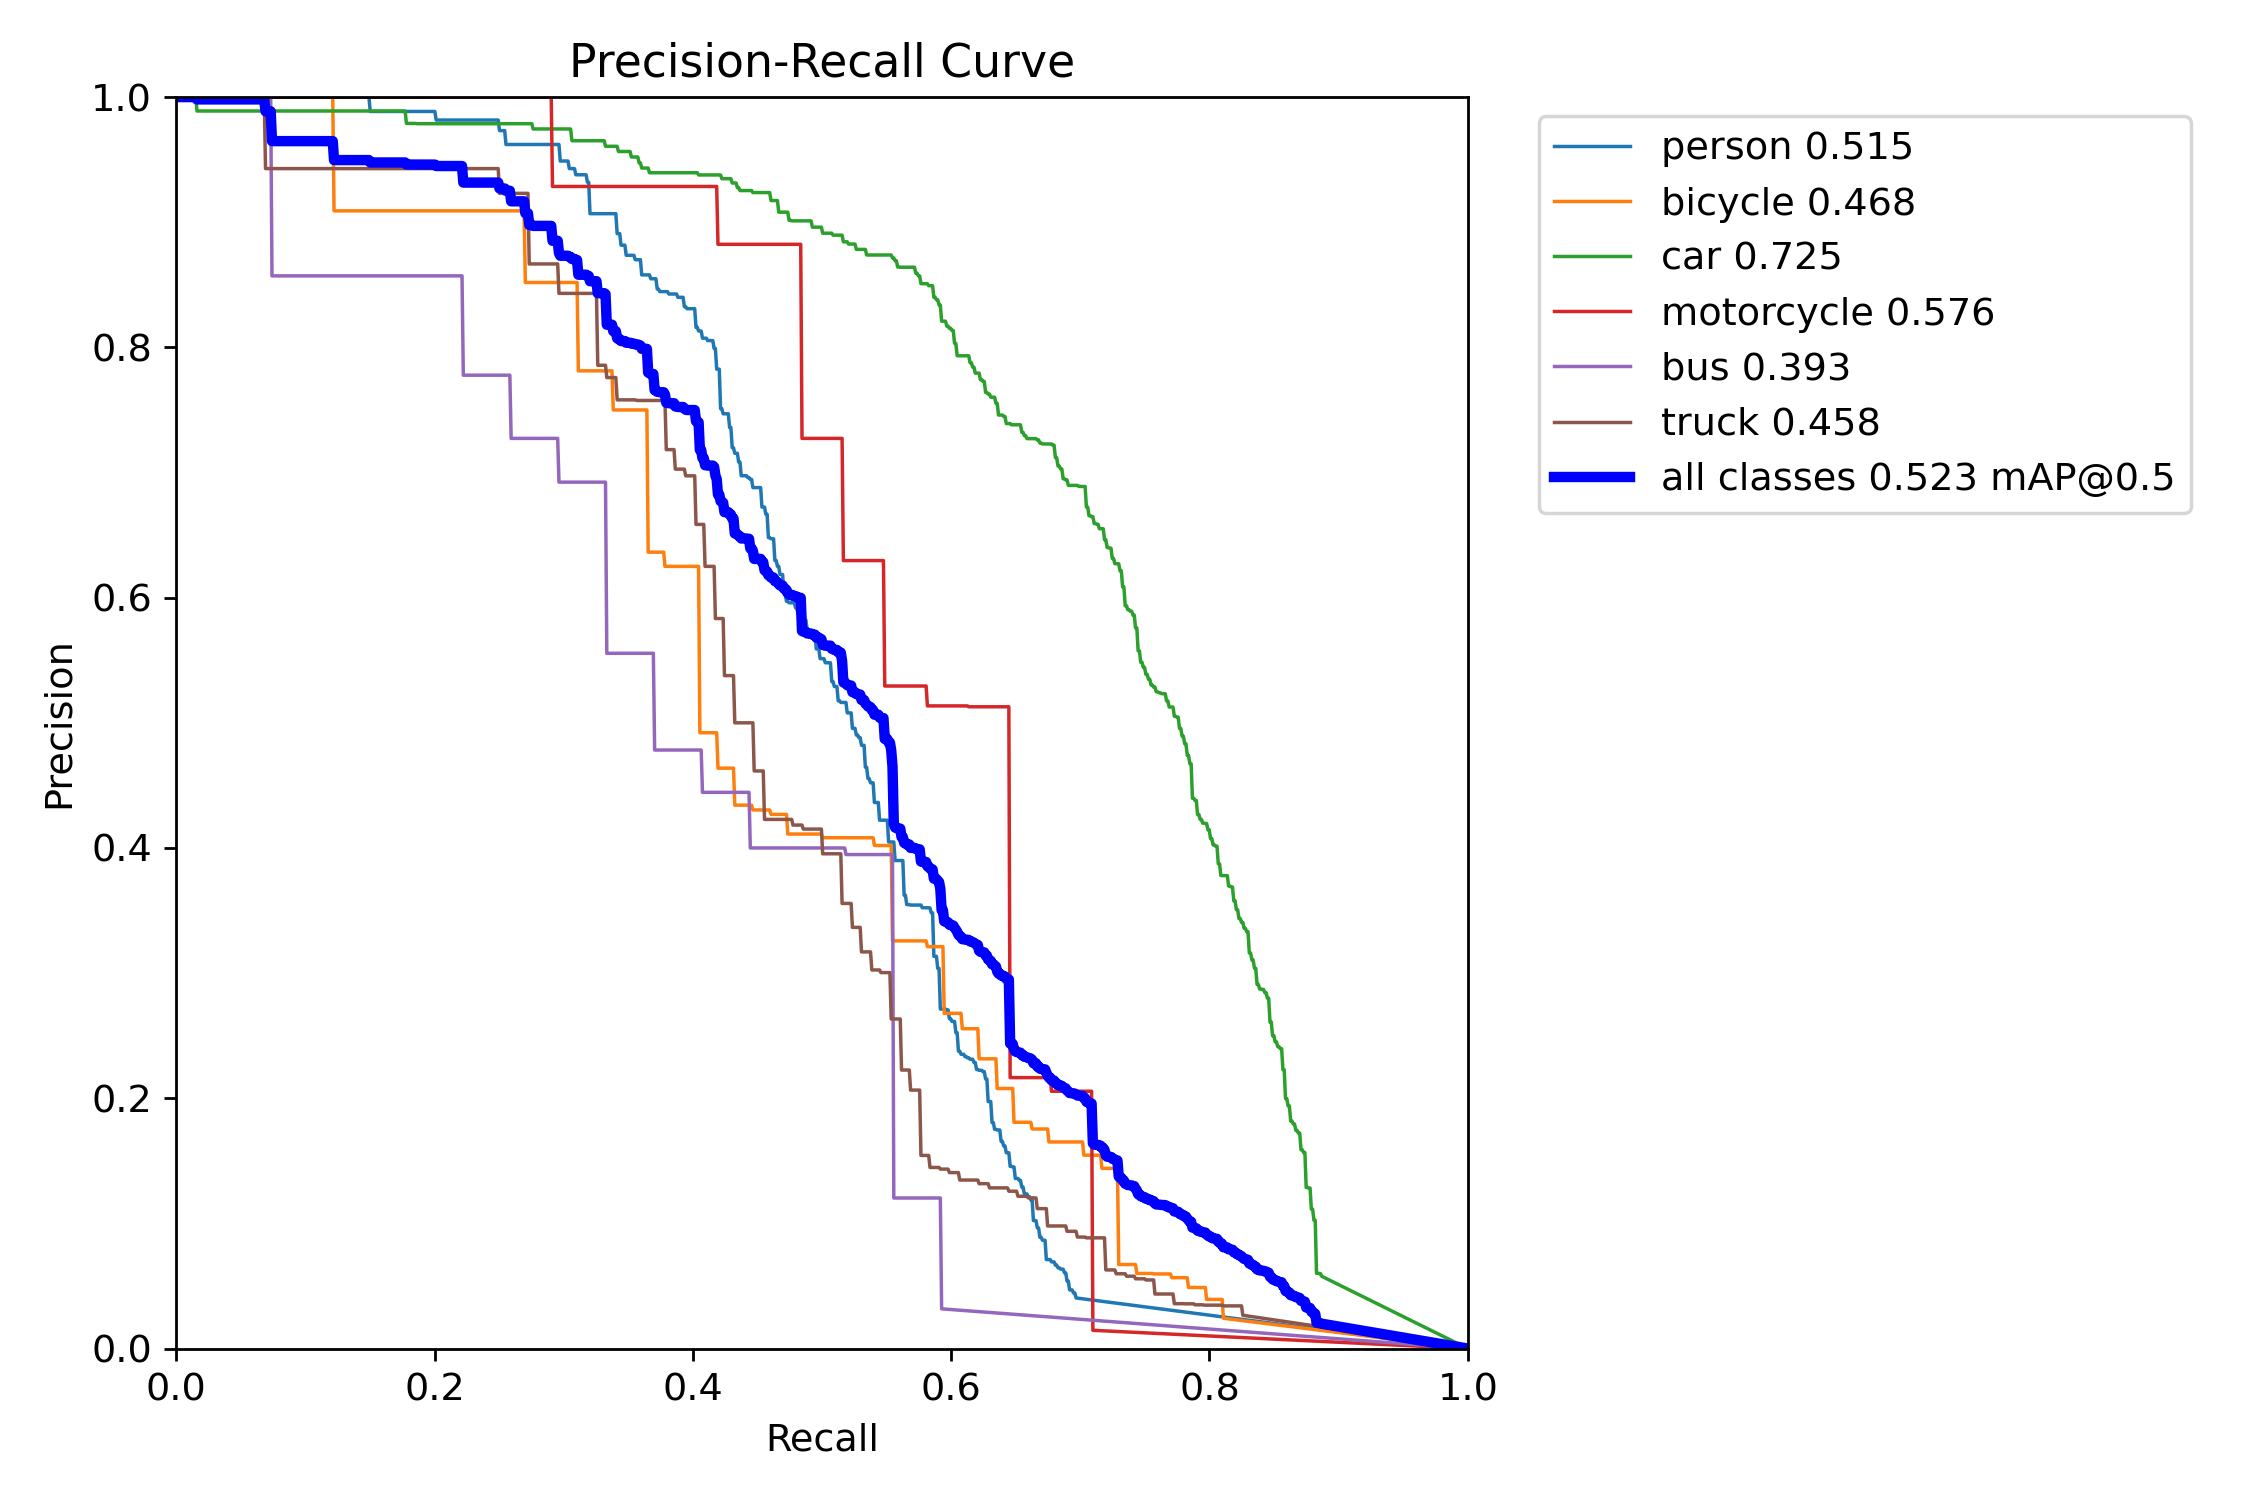 Precision-Recall Curve
1.0
0.8
0.6
0.4
0.2
0.0
Precision
0.0 0.2 0.4 0.6 0.8 1.0
Recall
person 0.515
bicycle 0.468
car 0.725
motorcycle 0.576
bus 0.393
truck 0.458
all classes 0.523 mAP@0.5